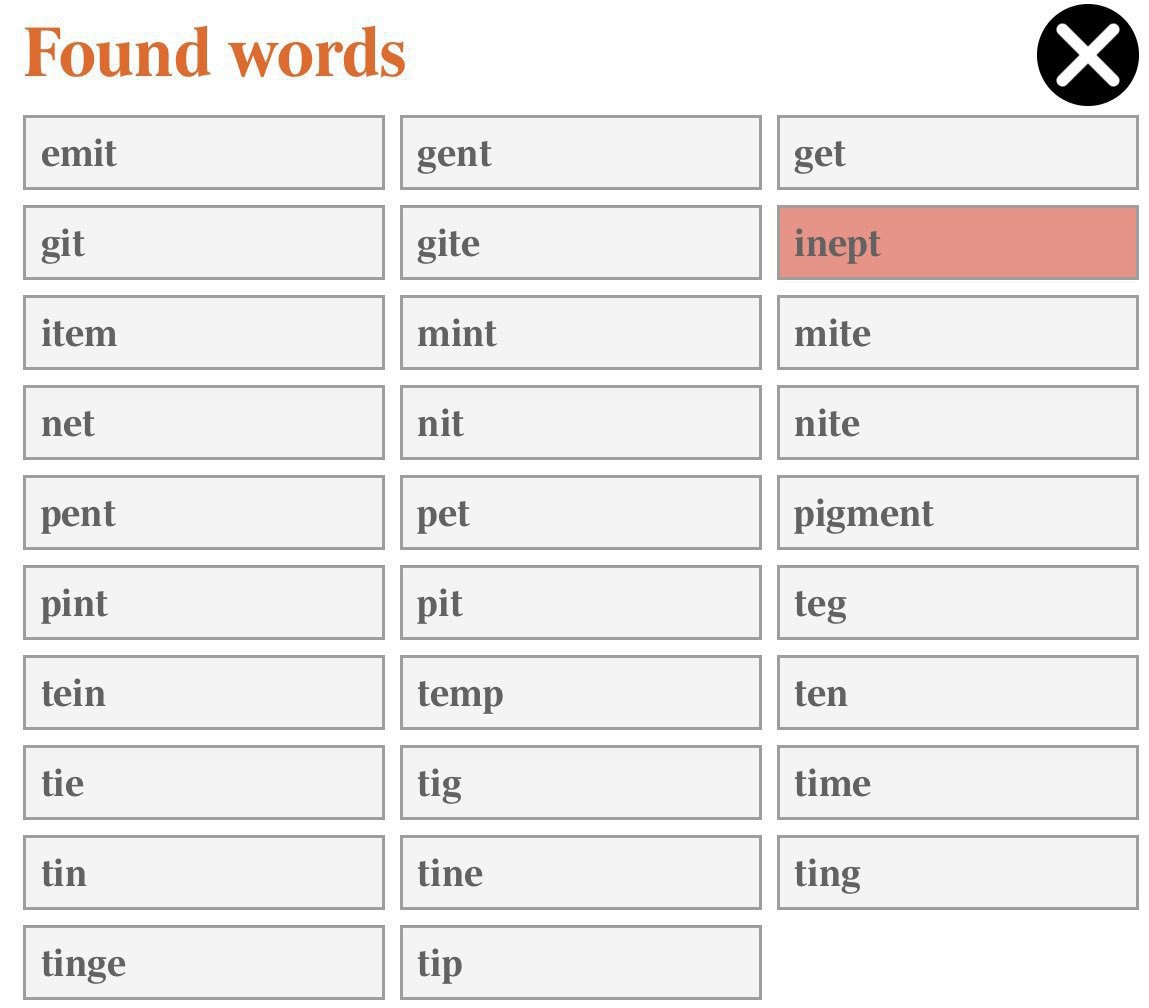 Found words
emit gent get
git gite inept
item mint mite
net nit nite
pent pet pigment
pint pit teg
tein temp ten
tie tig time
tin tine ting
tinge tip